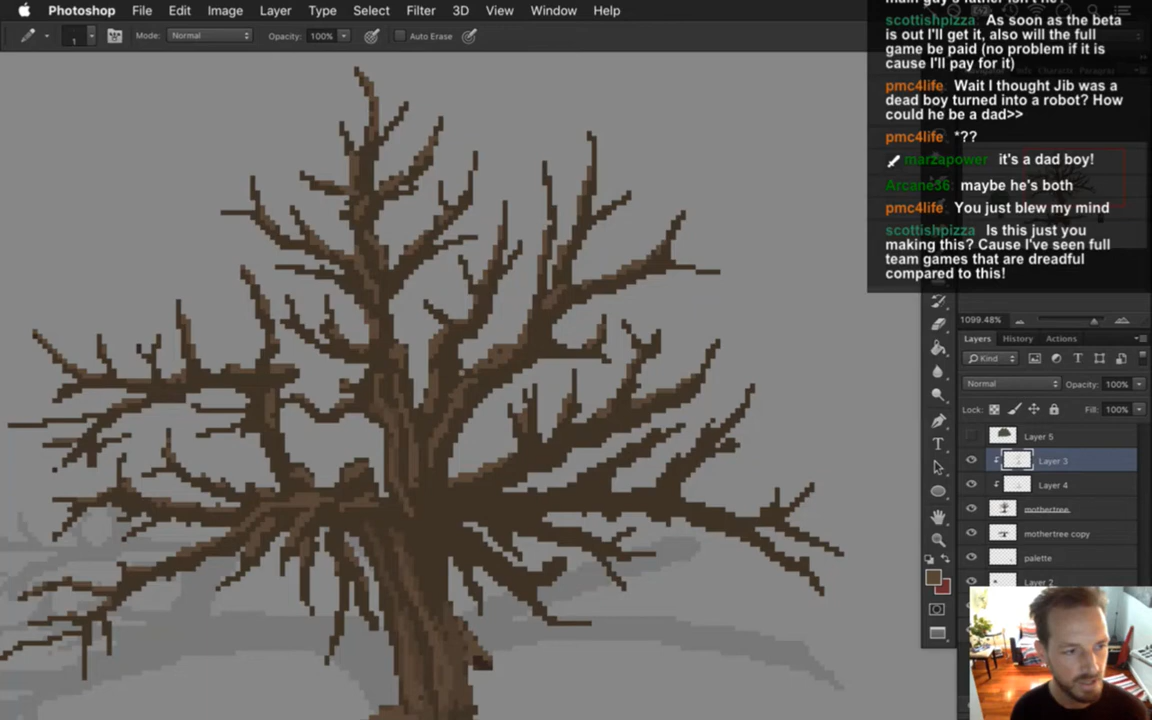 Photoshop File Edit Image Layer Type Select Filter 3D View Window Help
1 Mode: Normal Opacity: 100% Auto Erase
scottishpizza As soon as the beta
is out I'll get it, also will the full
game be paid (no problem if it is
cause I'll pay for it)
pmc4life Wait I thought Jib was a
dead boy turned into a robot? How
could he be a dad>>
pmc4life *??
marzapower it's a dad boy!
Arcane36: maybe he's both
pmc4life You just blew my mind
scottishpizza Is this just you
making this? Cause I've seen full
team games that are dreadful
compared to this!
1099.48%
Layers History Actions
Kind
Normal Opacity: 100%
Lock: Fill: 100%
Layer 5
Layer 3
Layer 4
mothertree
mothertree copy
palette
Layer 2